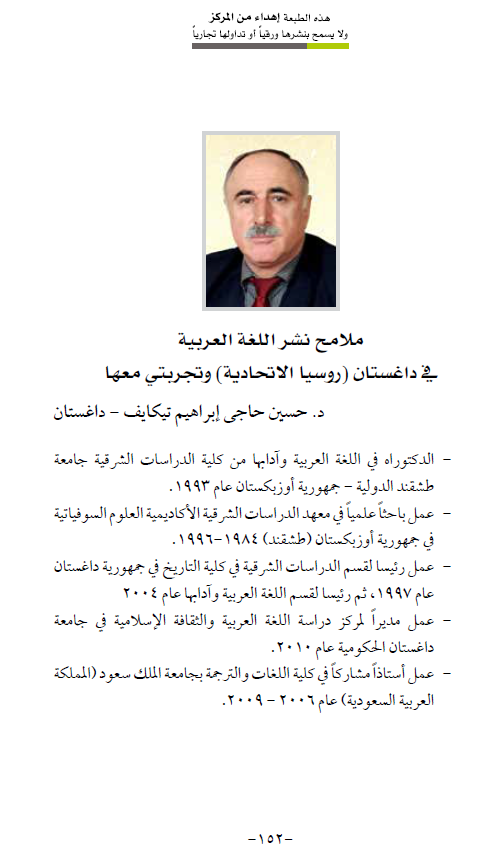 هذه الطبعة إهداء من المركز
ولا يسمح بنشرها ورقياً أو تداولها تجارياً
ملامح نشر اللغة العربية
في داغستان (روسيا الاتحادية) وتجربتي معها
د. حسين حاجى إبراهيم تيكايف – داغستان
– الدكتوراه في اللغة العربية وآدابها من كلية الدراسات الشرقية جامعة
طشقند الدولية – جمهورية أوزبكستان عام ١٩٩٣.
– عمل باحثاً علمياً في معهد الدراسات الشرقية الأكاديمية العلوم السوفياتية
في جمهورية أوزبكستان (طشقند) ١٩٨٤-١٩٩٦.
– عمل رئيسا لقسم الدراسات الشرقية في كلية التاريخ في جمهورية داغستان
عام ١٩٩٧، ثم رئيسا لقسم اللغة العربية وآدابها عام ٢٠٠٤
– عمل مديراً لمركز دراسة اللغة العربية والثقافة الإسلامية في جامعة
داغستان الحكومية عام ٢٠١٠.
– عمل أستاذاً مشاركاً في كلية اللغات والترجمة بجامعة الملك سعود (المملكة
العربية السعودية) عام ٢٠٠٦ – ٢٠٠٩.
-١٥٢-